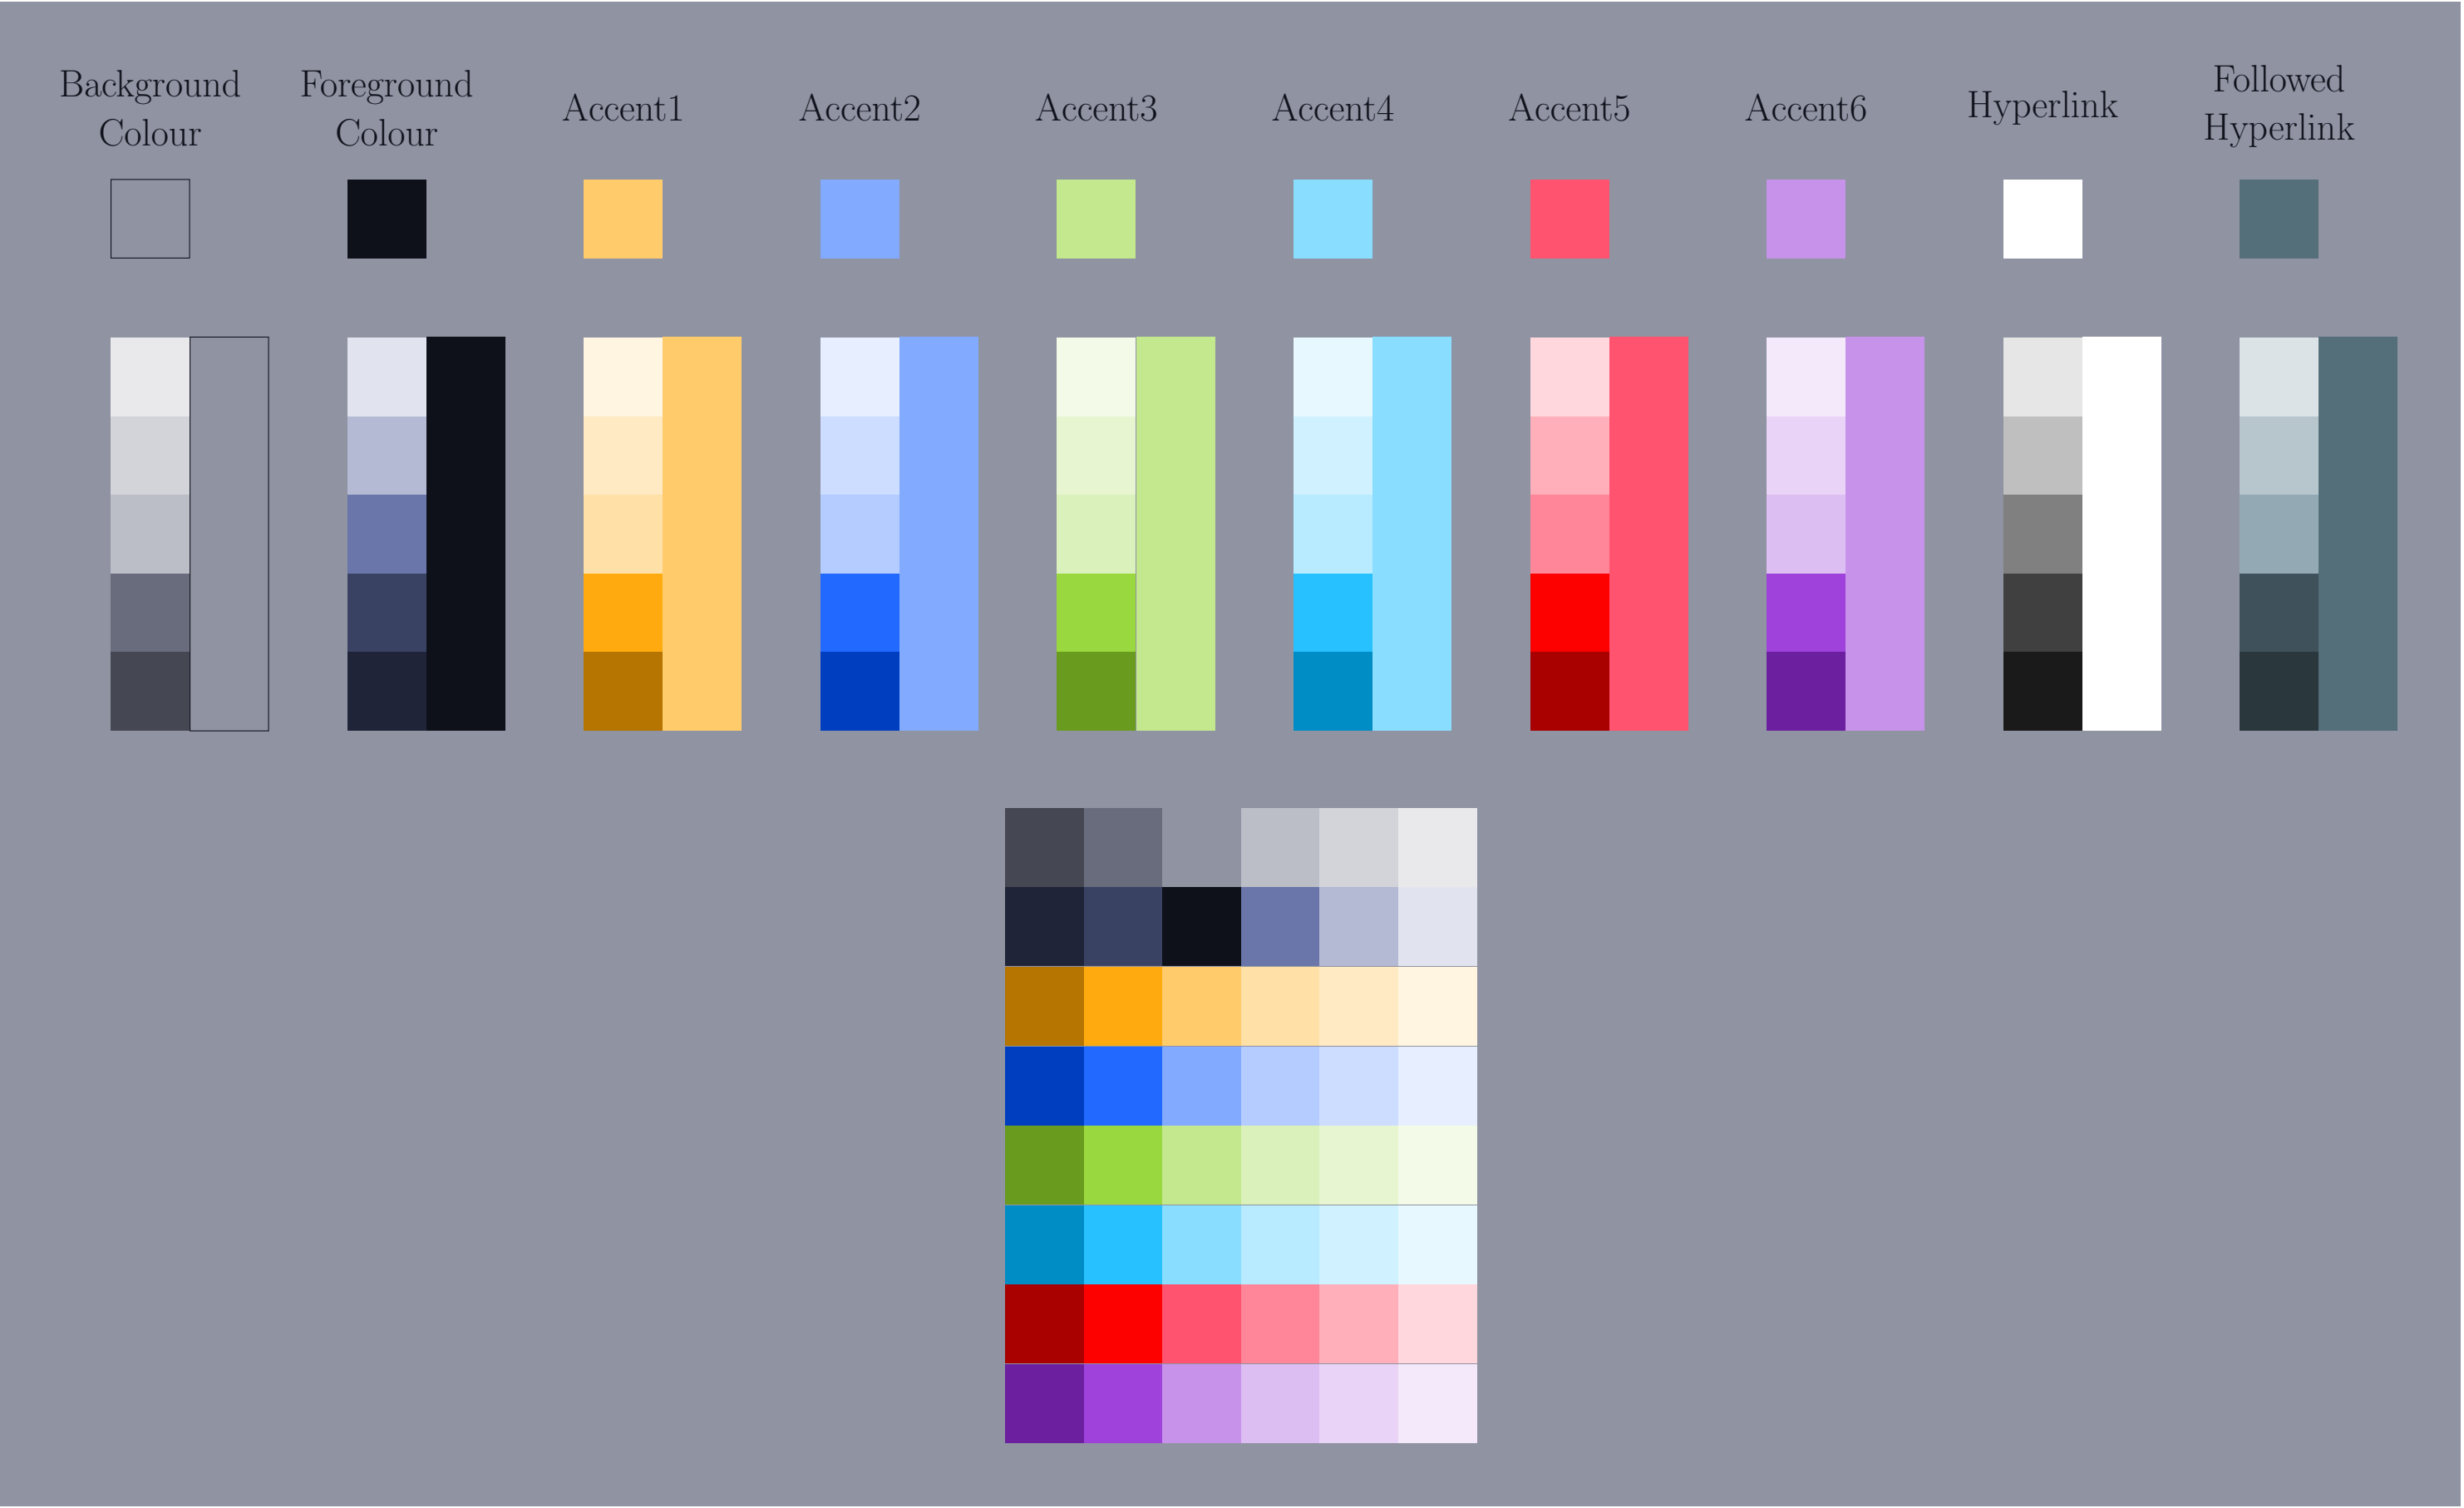 Background
Colour
Foreground
Colour
Accent1
Accent2
Accent3
Accent4
Accent5
Accent6
Hyperlink
Followed
Hyperlink